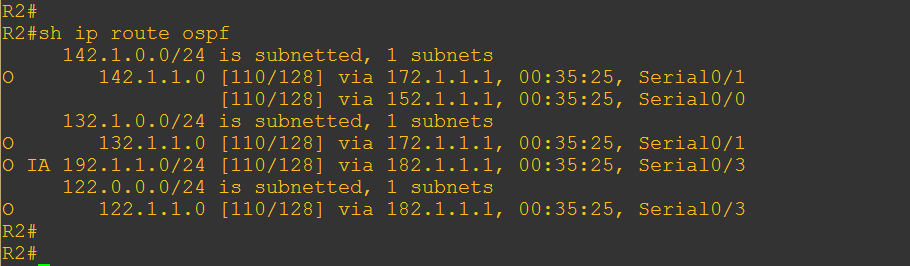 R2#
R2#sh ip route ospf
     142.1.0.0/24 is subnetted, 1 subnets
O       142.1.1.0 [110/128] via 172.1.1.1, 00:35:25, Serial0/1
                  [110/128] via 152.1.1.1, 00:35:25, Serial0/0
     132.1.0.0/24 is subnetted, 1 subnets
O       132.1.1.0 [110/128] via 172.1.1.1, 00:35:25, Serial0/1
O IA 192.1.1.0/24 [110/128] via 182.1.1.1, 00:35:25, Serial0/3
     122.0.0.0/24 is subnetted, 1 subnets
O       122.1.1.0 [110/128] via 182.1.1.1, 00:35:25, Serial0/3
R2#
R2#